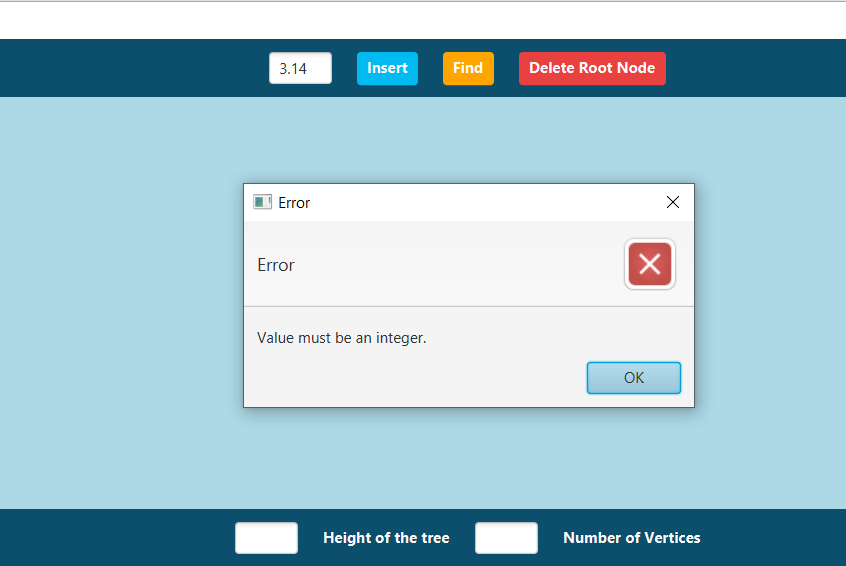 3.14 Insert Find Delete Root Node
Error
Error
Value must be an integer.
OK
Height of the tree Number of Vertices